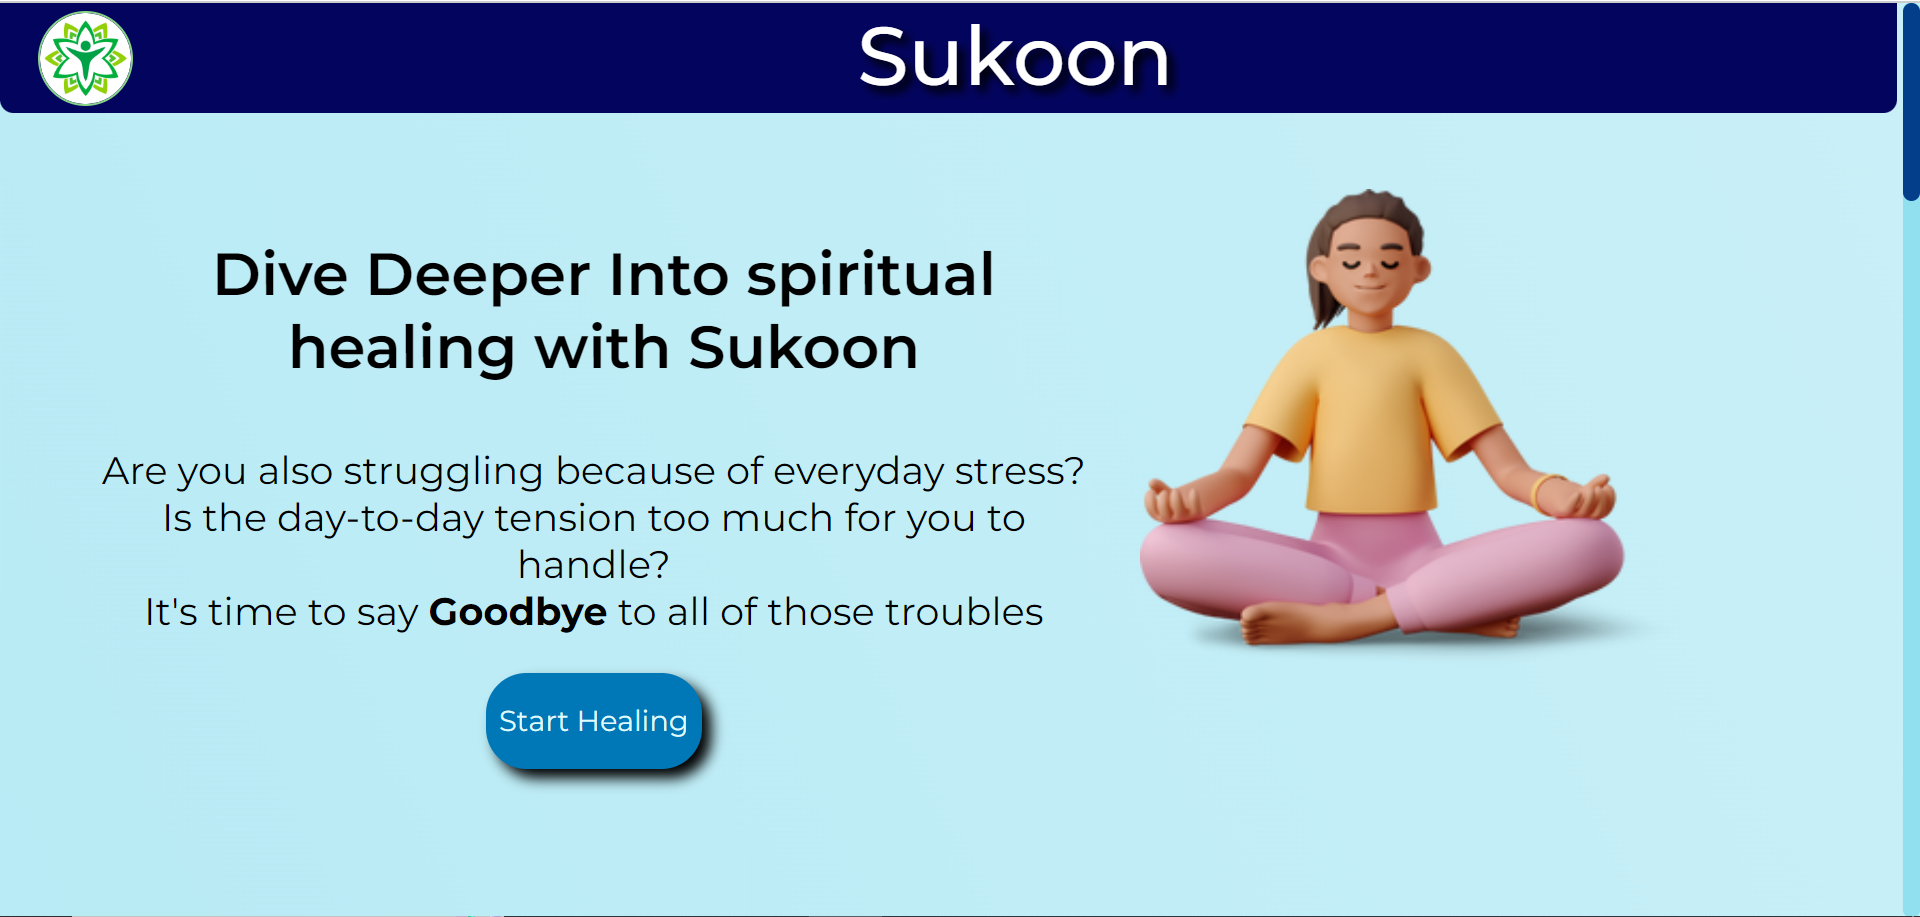 Sukoon
Dive Deeper Into spiritual
healing with Sukoon
Are you also struggling because of everyday stress?
Is the day-to-day tension too much for you to
handle?
It's time to say Goodbye to all of those troubles
Start Healing